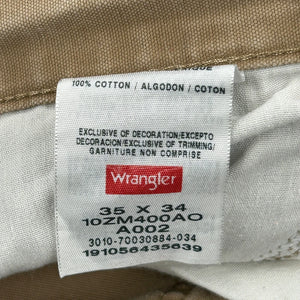 100% COTTON / ALGODON / COTON
EXCLUSIVE OF DECORATION/EXCEPTO
DECORACION/EXCLUSIVE OF TRIMMING/
GARNITURE NON COMPRISE
Wrangler
35 X 34
10ZM400AO
A002
3010-70030884-034
191056435639